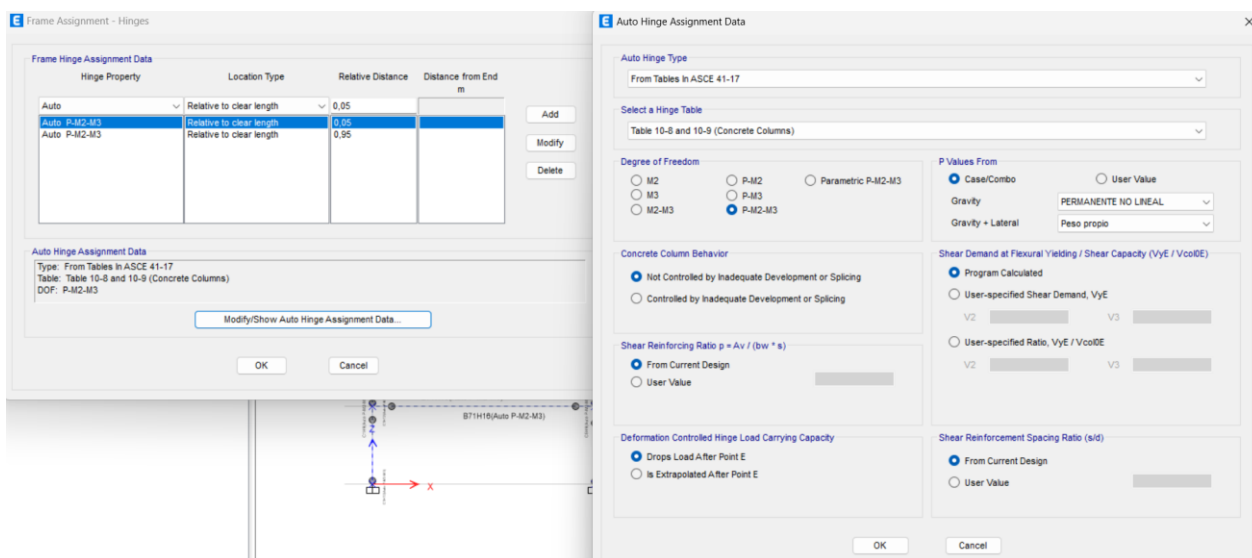 Frame Assignment - Hinges
Frame Hinge Assignment Data
Hinge Property Location Type Relative Distance Distance from End
m
Auto Relative to clear length 0,05
Auto P-M2-M3 Relative to clear length 0,05
Auto P-M2-M3 Relative to clear length 0,95
Add
Modify
Delete
Auto Hinge Assignment Data
Type: From Tables In ASCE 41-17
Table: Table 10-8 and 10-9 (Concrete Columns)
DOF: P-M2-M3
Modify/Show Auto Hinge Assignment Data...
OK Cancel
B71H16(Auto P-M2-M3)
X
Auto Hinge Assignment Data
Auto Hinge Type
From Tables In ASCE 41-17
Select a Hinge Table
Table 10-8 and 10-9 (Concrete Columns)
Degree of Freedom
M2 P-M2 Parametric P-M2-M3
M3 P-M3
M2-M3 P-M2-M3
P Values From
Case/Combo User Value
Gravity PERMANENTE NO LINEAL
Gravity + Lateral Peso propio
Concrete Column Behavior
Not Controlled by Inadequate Development or Splicing
Controlled by Inadequate Development or Splicing
Shear Demand at Flexural Yielding / Shear Capacity (VyE / VcolOE)
Program Calculated
User-specified Shear Demand, VyE
V2 V3
User-specified Ratio, VyE / VcolOE
V2 V3
Shear Reinforcing Ratio p = Av / (bw * s)
From Current Design
User Value
Deformation Controlled Hinge Load Carrying Capacity
Drops Load After Point E
Is Extrapolated After Point E
Shear Reinforcement Spacing Ratio (s/d)
From Current Design
User Value
OK Cancel